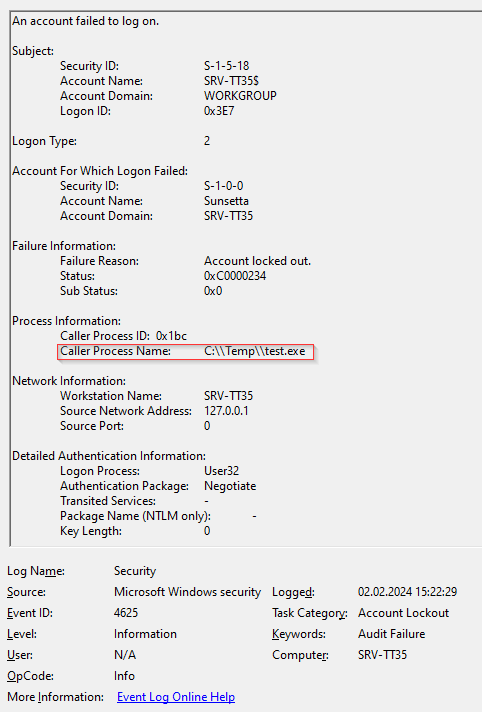 An account failed to log on.
Subject:
Security ID: S-1-5-18
Account Name: SRV-TT35$
Account Domain: WORKGROUP
Logon ID: 0x3E7
Logon Type: 2
Account For Which Logon Failed:
Security ID: S-1-0-0
Account Name: Sunsetta
Account Domain: SRV-TT35
Failure Information:
Failure Reason: Account locked out.
Status: 0xC0000234
Sub Status: 0x0
Process Information:
Caller Process ID: 0x1bc
Caller Process Name: C:\\Temp\\test.exe
Network Information:
Workstation Name: SRV-TT35
Source Network Address: 127.0.0.1
Source Port: 0
Detailed Authentication Information:
Logon Process: User32
Authentication Package: Negotiate
Transited Services: -
Package Name (NTLM only): -
Key Length: 0
Log Name: Security
Source: Microsoft Windows security Logged: 02.02.2024 15:22:29
Event ID: 4625 Task Category: Account Lockout
Level: Information Keywords: Audit Failure
User: N/A Computer: SRV-TT35
OpCode: Info
More Information: Event Log Online Help